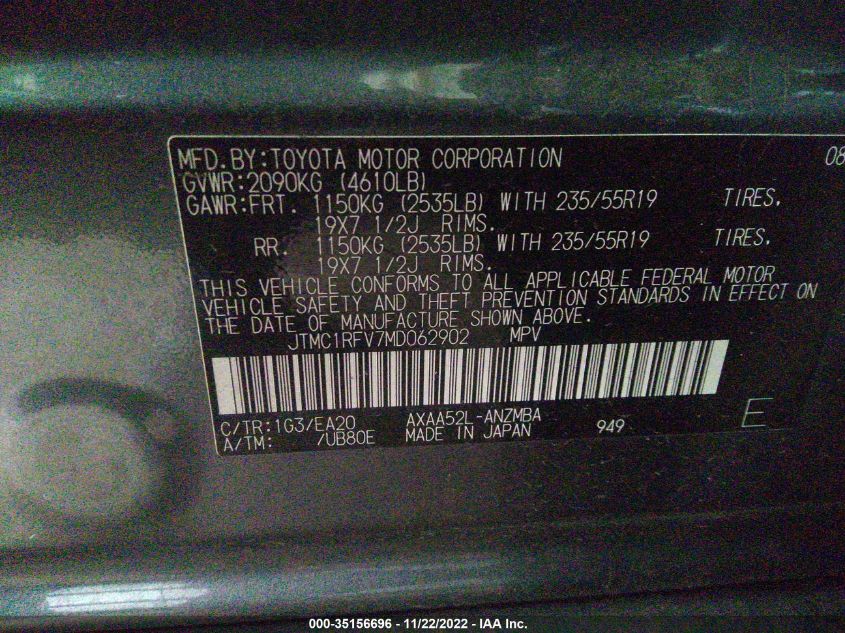 MFD.BY:TOYOTA MOTOR CORPORATION 08
GVWR:2090KG (4610LB)
GAWR:FRT. 1150KG (2535LB) WITH 235/55R19 TIRES,
19X7 1/2J RIMS.
RR. 1150KG (2535LB) WITH 235/55R19 TIRES,
19X7 1/2J RIMS.
THIS VEHICLE CONFORMS TO ALL APPLICABLE FEDERAL MOTOR
VEHICLE SAFETY AND THEFT PREVENTION STANDARDS IN EFFECT ON
THE DATE OF MANUFACTURE SHOWN ABOVE.
JTMC1RFV7MD062902 MPV
C/TR:1G3/EA20 AXAA52L-ANZMBA
A/TM: /UB80E MADE IN JAPAN 949 E
000-35156696 - 11/22/2022 - IAA Inc.